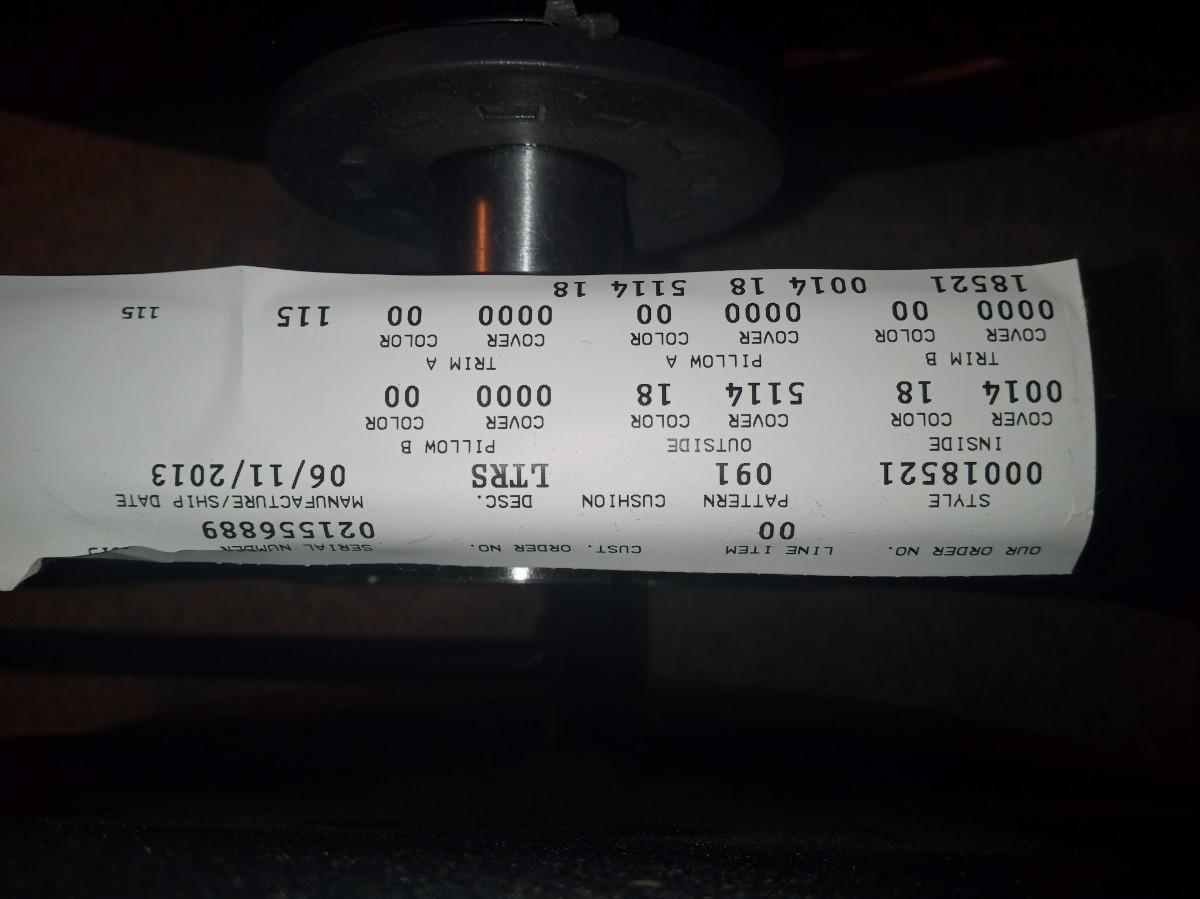 OUR ORDER NO. LINE ITEM CUST. ORDER NO. SERIAL NUMBER
00 021556889
STYLE PATTERN CUSHION DESC. MANUFACTURE/SHIP DATE
00018521 091 LTRS 06/11/2013
INSIDE OUTSIDE PILLOW B
COVER COLOR COVER COLOR COVER COLOR
0014 18 5114 18 0000 00
TRIM B PILLOW A TRIM A
COVER COLOR COVER COLOR COVER COLOR
0000 00 0000 00 0000 00 115 115
18521 0014 18 5114 18